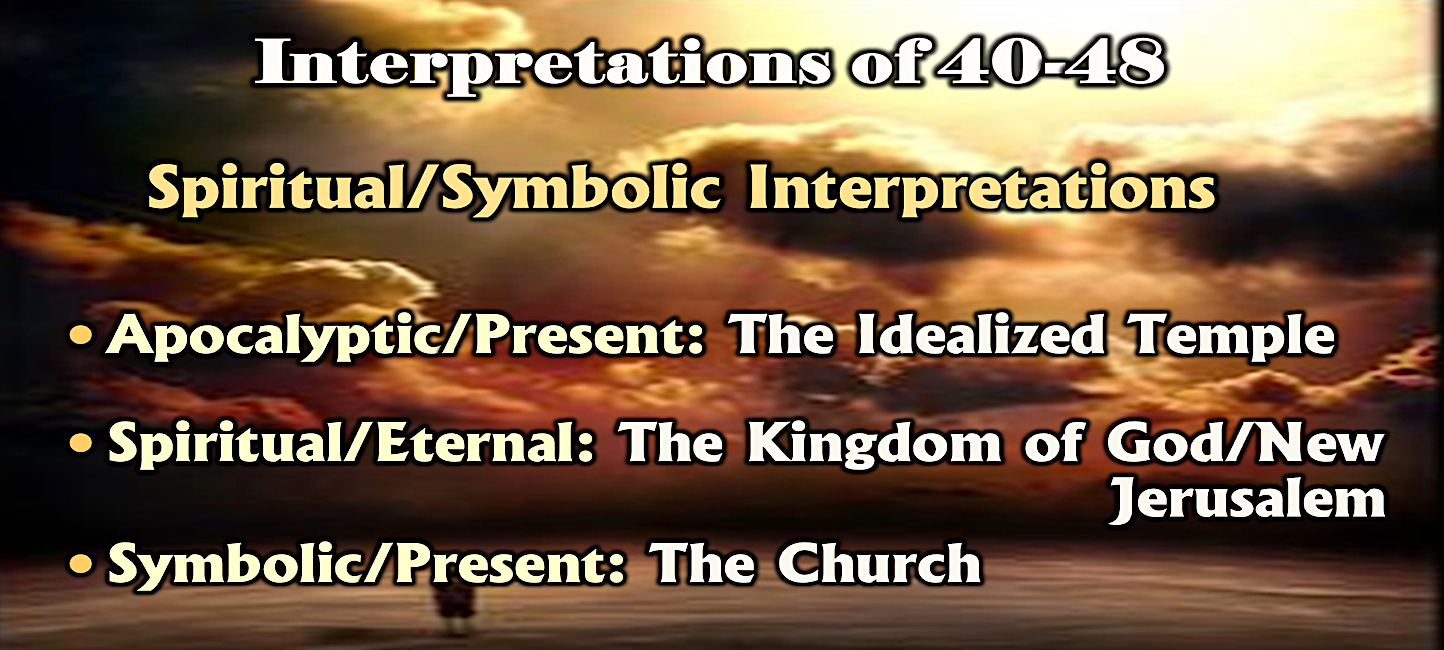 Interpretations of 40-48
Spiritual/Symbolic Interpretations
• Apocalyptic/Present: The Idealized Temple
• Spiritual/Eternal: The Kingdom of God/New
Jerusalem
• Symbolic/Present: The Church